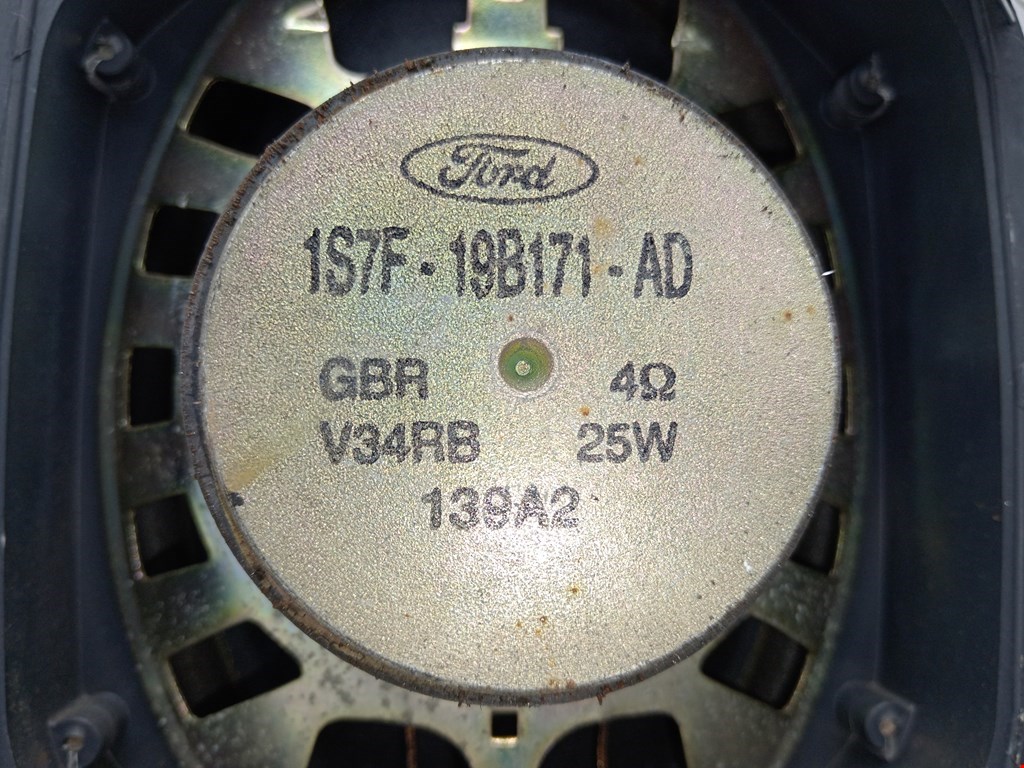 Ford
1S7F - 19B171 - AD
GBR 4Ω
V34RB 25W
139A2